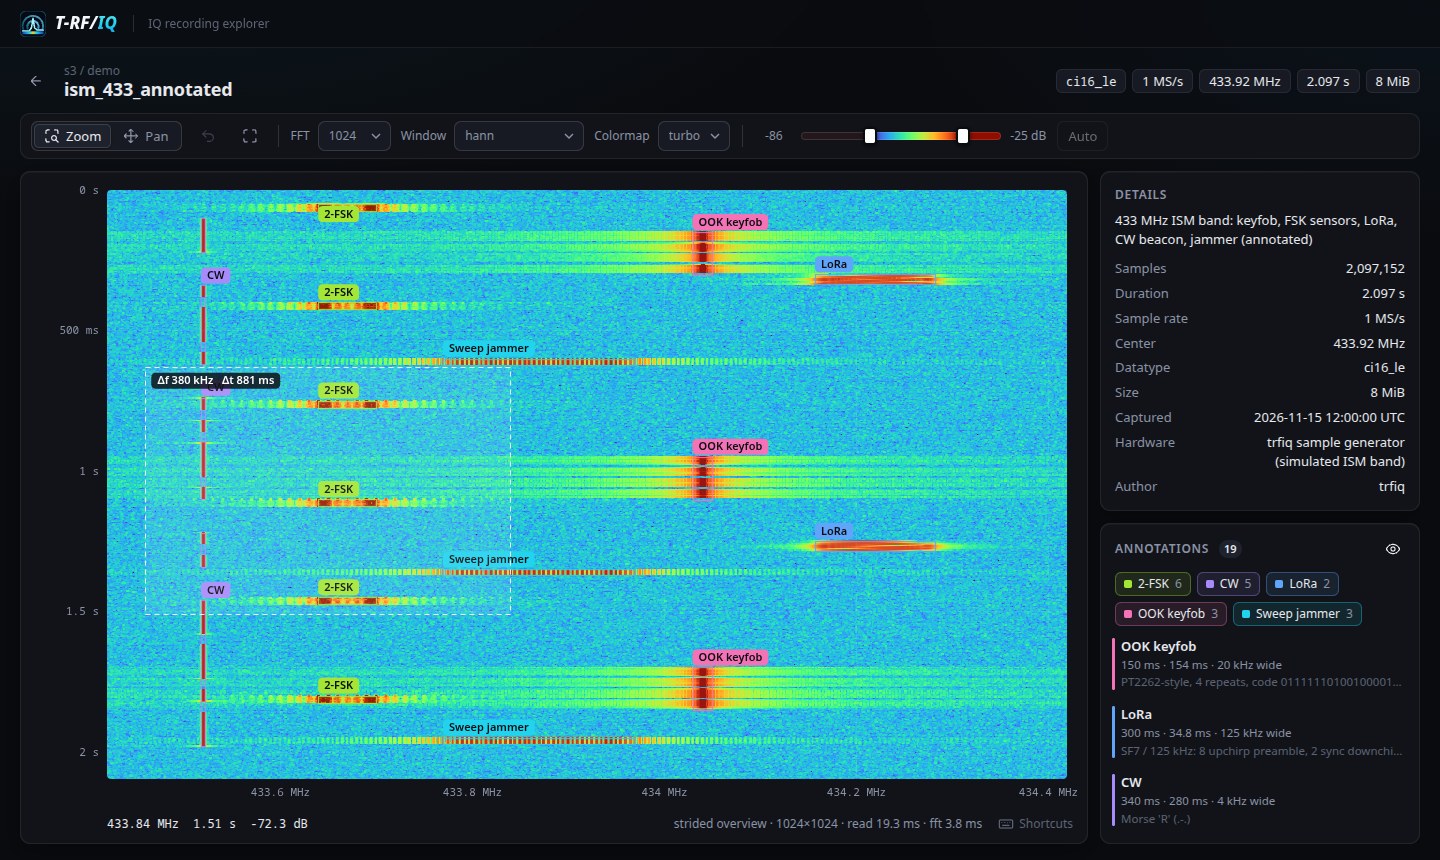 T-RF/IQ IQ recording explorer
s3 / demo
ism_433_annotated
ci16_le 1 MS/s 433.92 MHz 2.097 s 8 MiB
Zoom Pan FFT 1024 Window hann Colormap turbo -86 -25 dB Auto
0 s
500 ms
1 s
1.5 s
2 s
2-FSK
OOK keyfob
LoRa
CW
2-FSK
Sweep jammer
Δf 380 kHz Δt 881 ms
CW
2-FSK
OOK keyfob
2-FSK
LoRa
Sweep jammer
CW
2-FSK
OOK keyfob
2-FSK
Sweep jammer
433.6 MHz 433.8 MHz 434 MHz 434.2 MHz 434.4 MHz
433.84 MHz 1.51 s -72.3 dB
strided overview · 1024×1024 · read 19.3 ms · fft 3.8 ms Shortcuts
DETAILS
433 MHz ISM band: keyfob, FSK sensors, LoRa,
CW beacon, jammer (annotated)
Samples 2,097,152
Duration 2.097 s
Sample rate 1 MS/s
Center 433.92 MHz
Datatype ci16_le
Size 8 MiB
Captured 2026-11-15 12:00:00 UTC
Hardware trfiq sample generator
(simulated ISM band)
Author trfiq
ANNOTATIONS 19
2-FSK 6 CW 5 LoRa 2
OOK keyfob 3 Sweep jammer 3
OOK keyfob
150 ms · 154 ms · 20 kHz wide
PT2262-style, 4 repeats, code 01111110100100001...
LoRa
300 ms · 34.8 ms · 125 kHz wide
SF7 / 125 kHz: 8 upchirp preamble, 2 sync downchi...
CW
340 ms · 280 ms · 4 kHz wide
Morse 'R' (.-.)